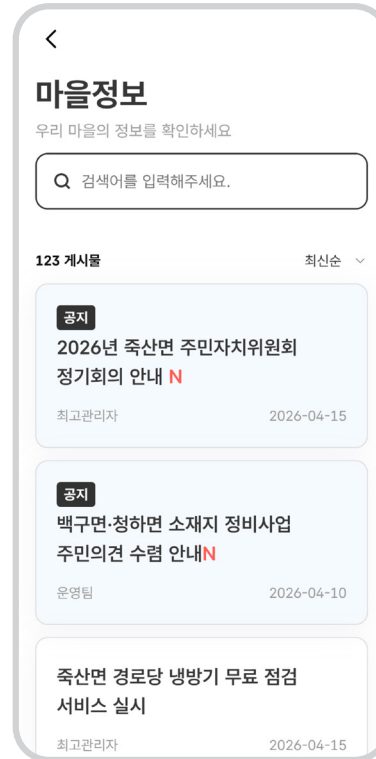 마을정보
우리 마을의 정보를 확인하세요
검색어를 입력해주세요.
123 게시물 최신순
공지
2026년 죽산면 주민자치위원회
정기회의 안내 N
최고관리자 2026-04-15
공지
백구면·청하면 소재지 정비사업
주민의견 수렴 안내N
운영팀 2026-04-10
죽산면 경로당 냉방기 무료 점검
서비스 실시
최고관리자 2026-04-15